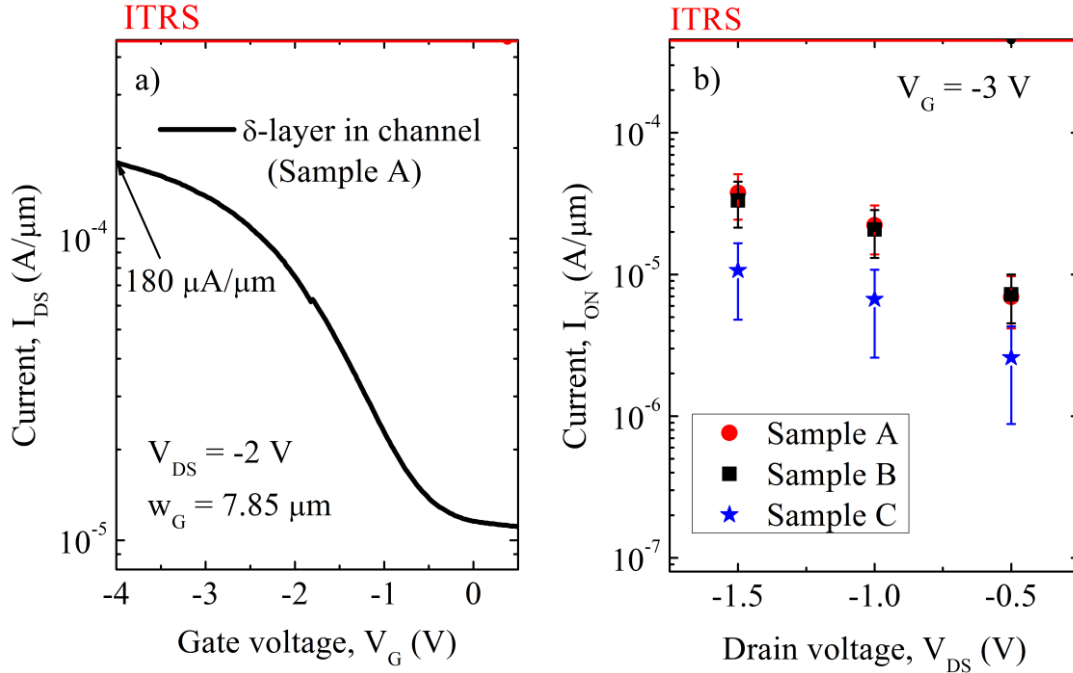 ITRS
a)
δ-layer in channel
(Sample A)
180 μA/μm
V_DS = -2 V
w_G = 7.85 μm
10^-4
10^-5
Current, I_DS (A/μm)
-4 -3 -2 -1 0
Gate voltage, V_G (V)
ITRS
b)
V_G = -3 V
10^-4
10^-5
10^-6
10^-7
Current, I_ON (A/μm)
Sample A
Sample B
Sample C
-1.5 -1.0 -0.5
Drain voltage, V_DS (V)